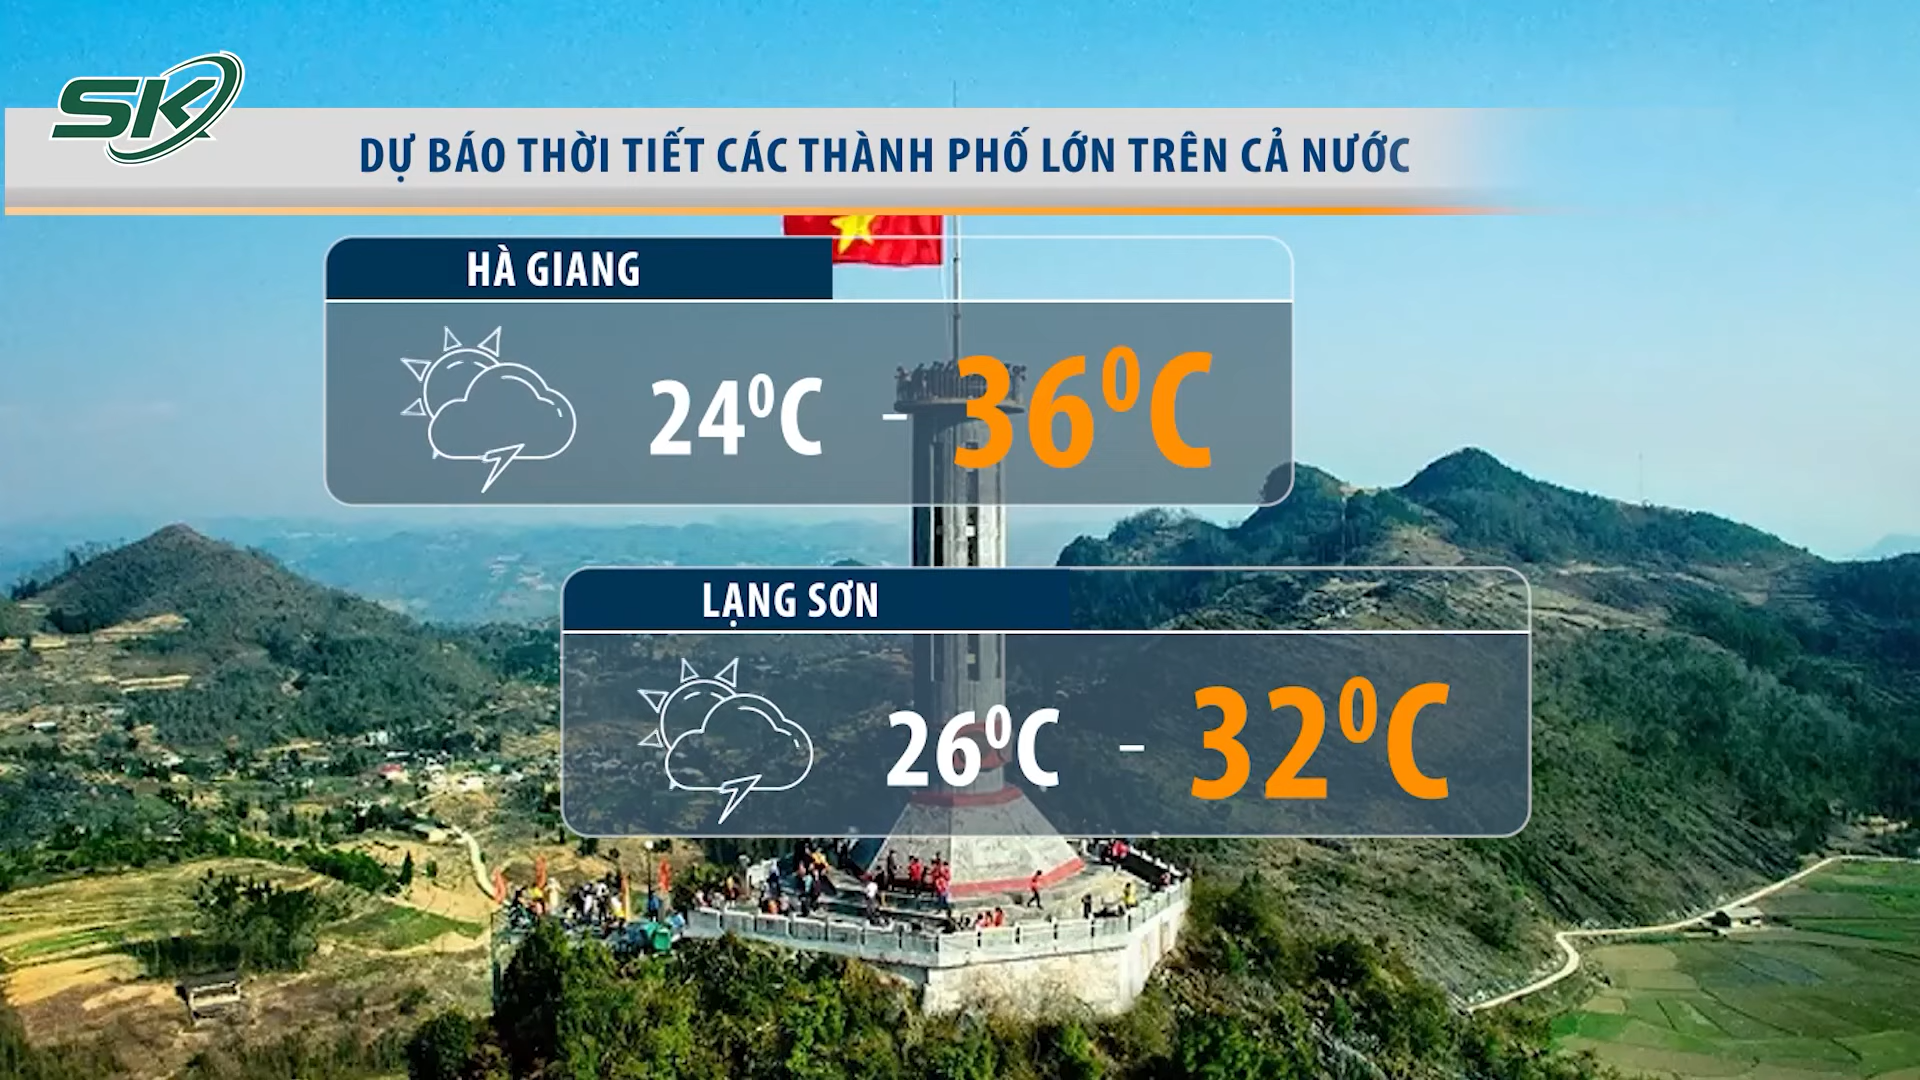 SK
DỰ BÁO THỜI TIẾT CÁC THÀNH PHỐ LỚN TRÊN CẢ NƯỚC
HÀ GIANG
24⁰C - 36⁰C
LẠNG SƠN
26⁰C - 32⁰C